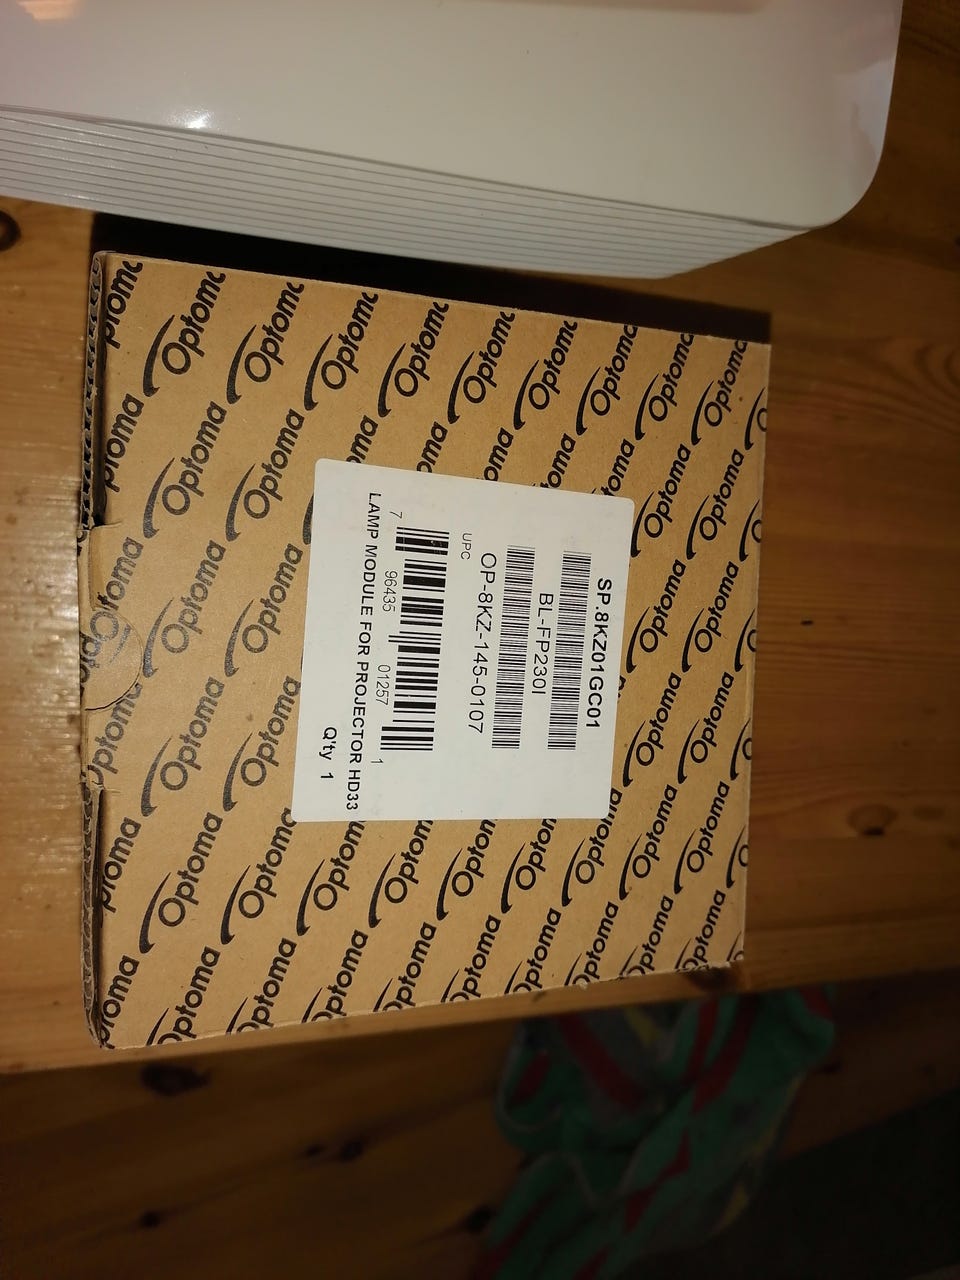 SP.8KZ01GC01
BL-FP230I
OP-8KZ-145-0107
UPC
7 96435 01257 1
LAMP MODULE FOR PROJECTOR HD33
Q'ty 1
Optoma